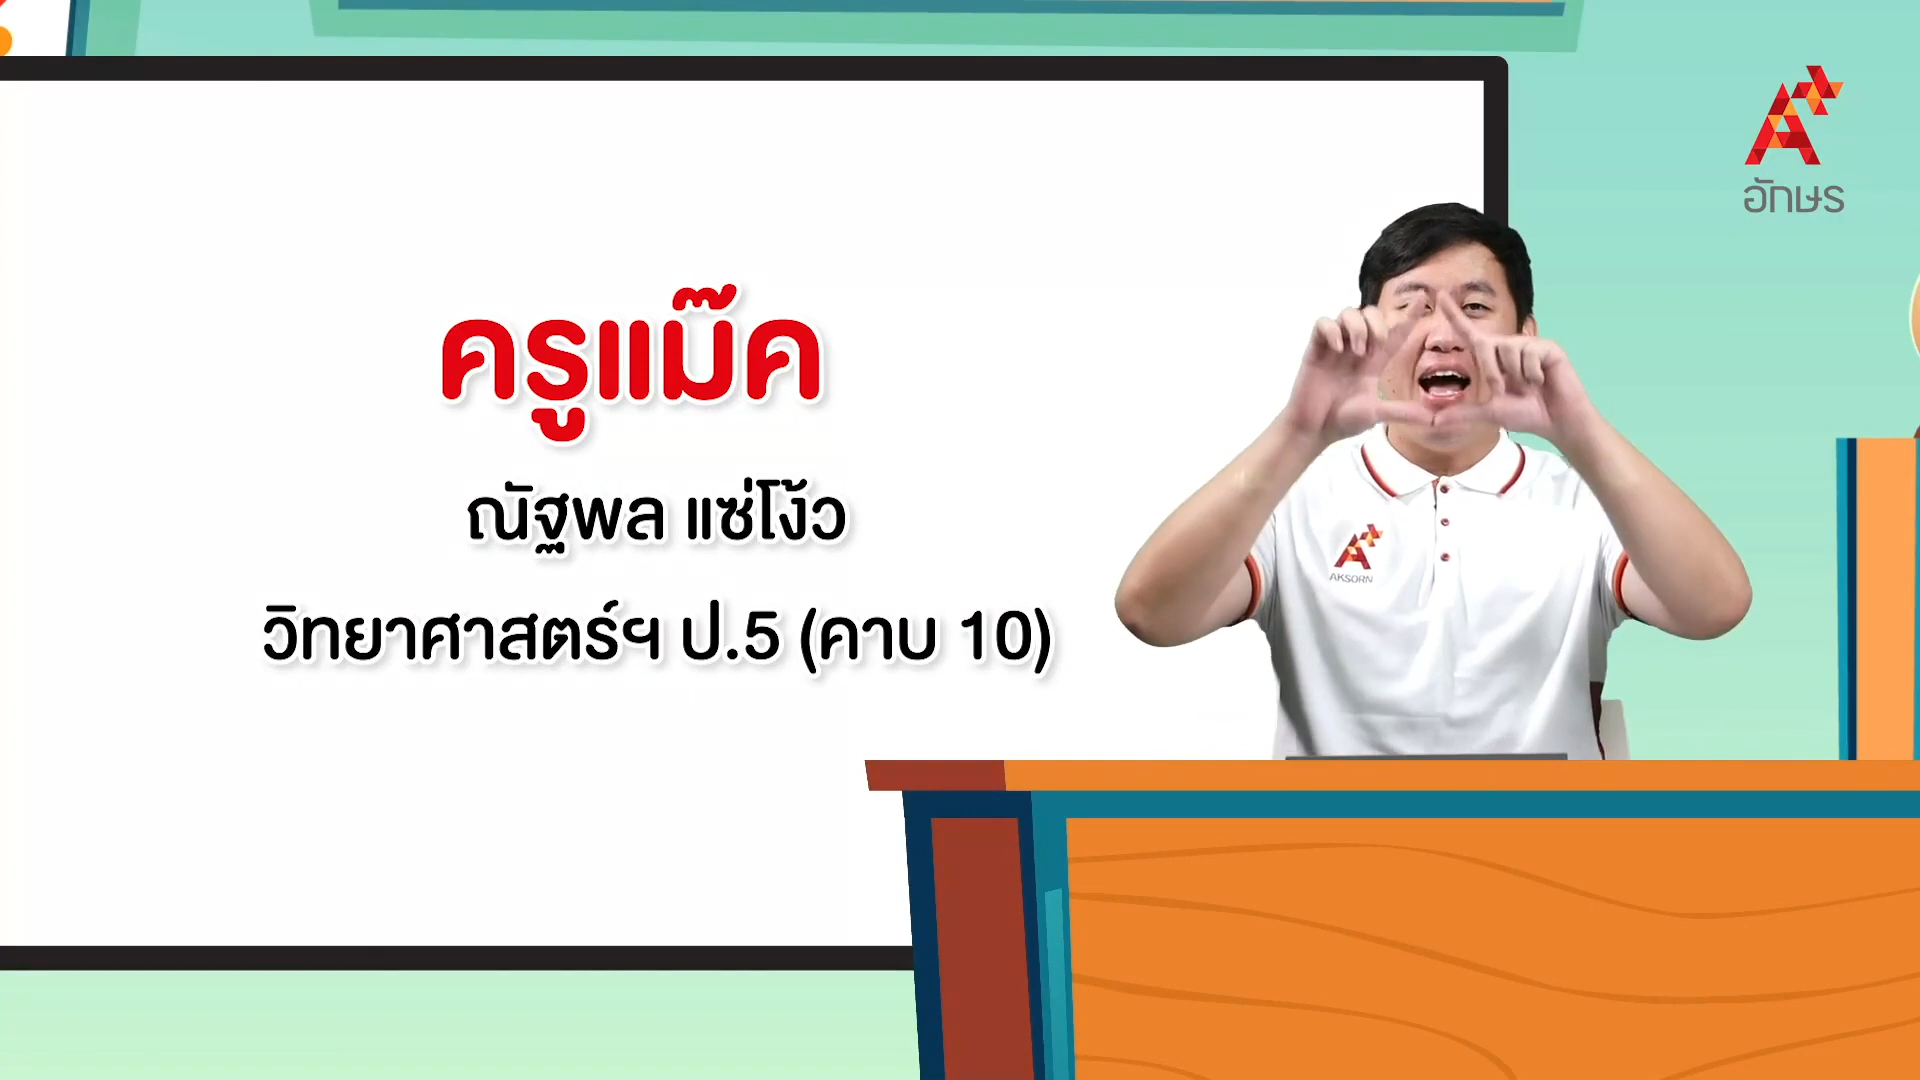 อักษร
ครูแม๊ค
ณัฐพล แซ่โง้ว
วิทยาศาสตร์ฯ ป.5 (คาบ 10)
AKSORN